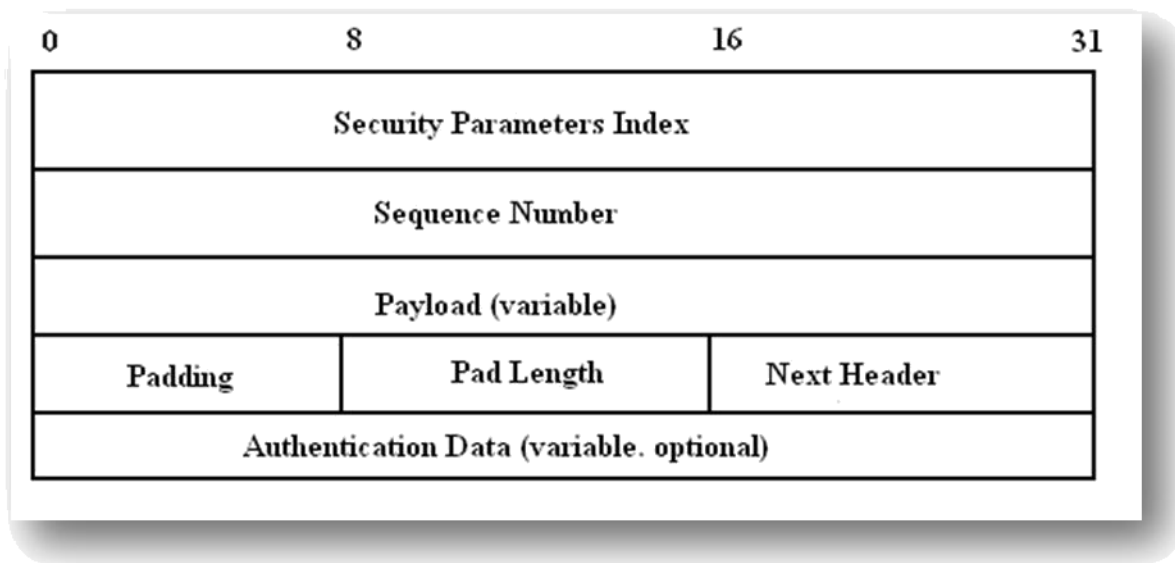 0 8 16 31
Security Parameters Index
Sequence Number
Payload (variable)
Padding Pad Length Next Header
Authentication Data (variable. optional)